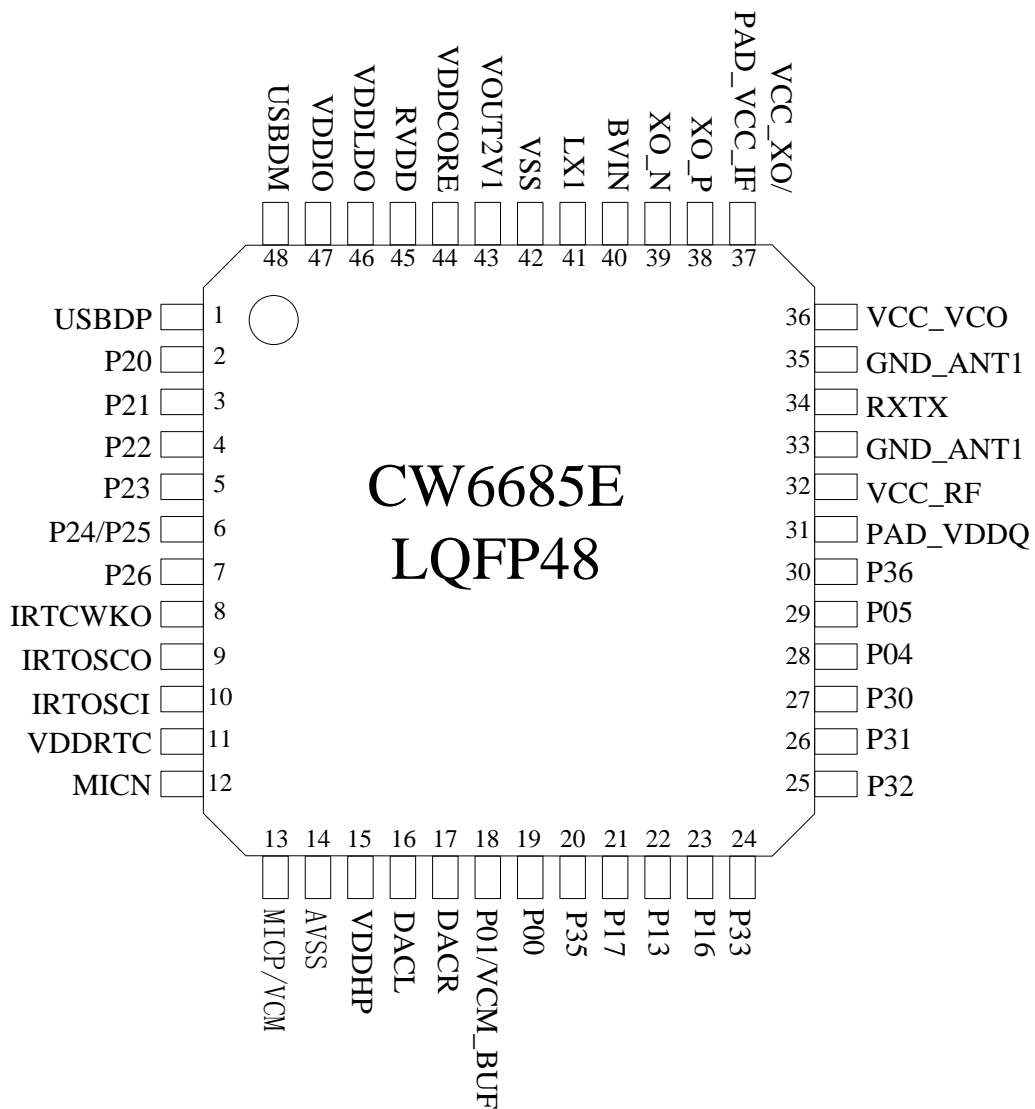 USBDM
VDDIO
VDDLDO
RVDD
VDDCORE
VOUT2V1
VSS
LX1
BVIN
XO_N
XO_P
VCC_XO/
PAD_VCC_IF
48 47 46 45 44 43 42 41 40 39 38 37
USBDP 1
P20 2
P21 3
P22 4
P23 5
P24/P25 6
P26 7
IRTCWKO 8
IRTOSCO 9
IRTOSCI 10
VDDRTC 11
MICN 12
CW6685E
LQFP48
36 VCC_VCO
35 GND_ANT1
34 RXTX
33 GND_ANT1
32 VCC_RF
31 PAD_VDDQ
30 P36
29 P05
28 P04
27 P30
26 P31
25 P32
13 14 15 16 17 18 19 20 21 22 23 24
MICP/VCM
AVSS
VDDHP
DACL
DACR
P01/VCM_BUF
P00
P35
P17
P13
P16
P33